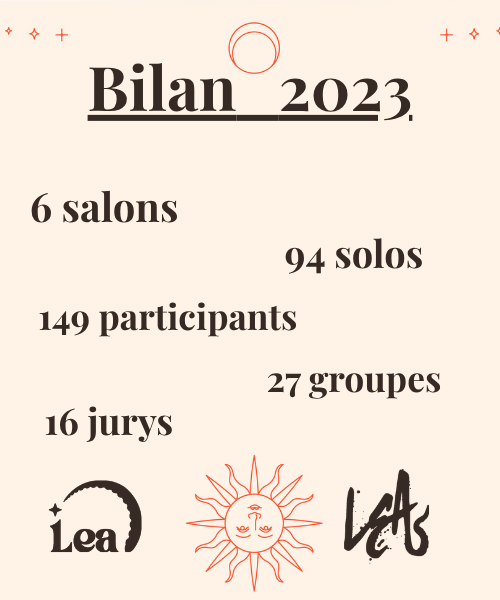 Bilan 2023
6 salons
94 solos
149 participants
27 groupes
16 jurys
Lea
LEAs